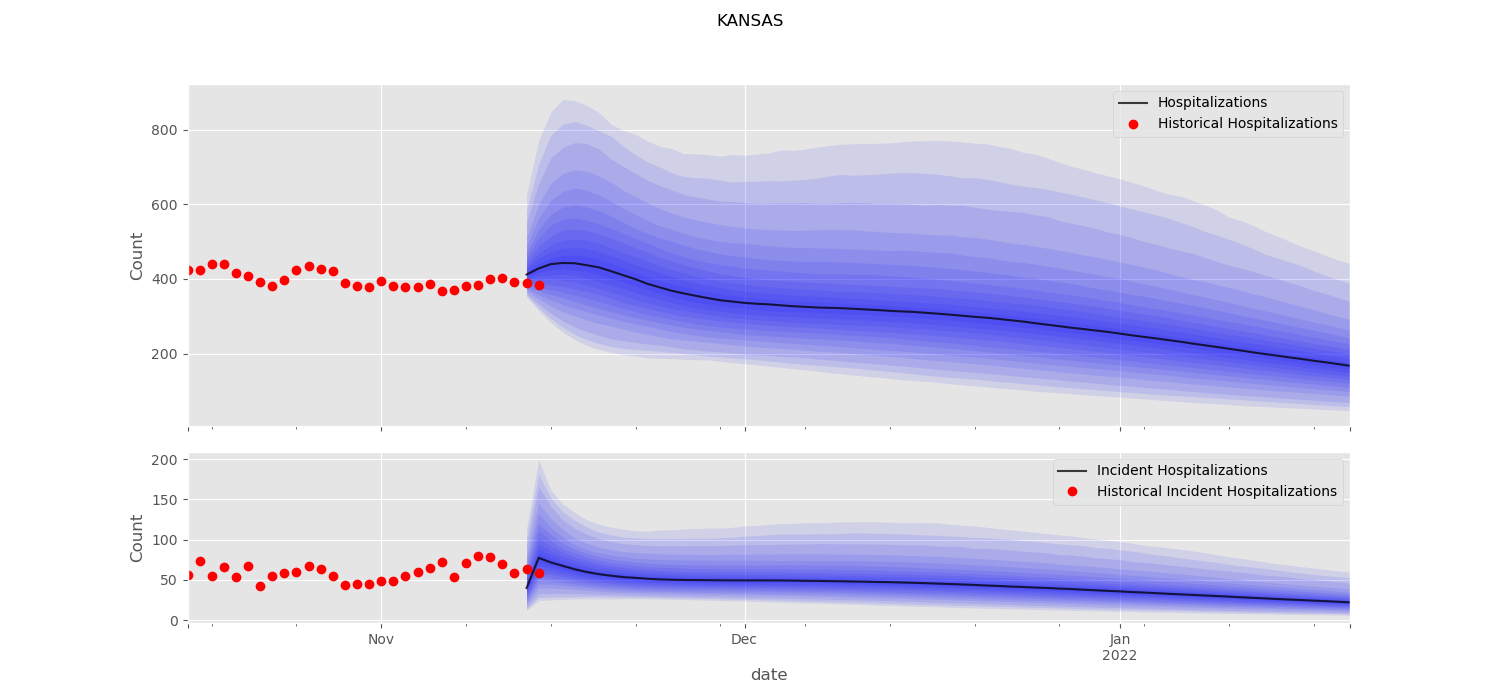 KANSAS
Hospitalizations
Historical Hospitalizations
800
600
400
200
Count
Incident Hospitalizations
Historical Incident Hospitalizations
200
150
100
50
0
Count
Nov
Dec
Jan
2022
date